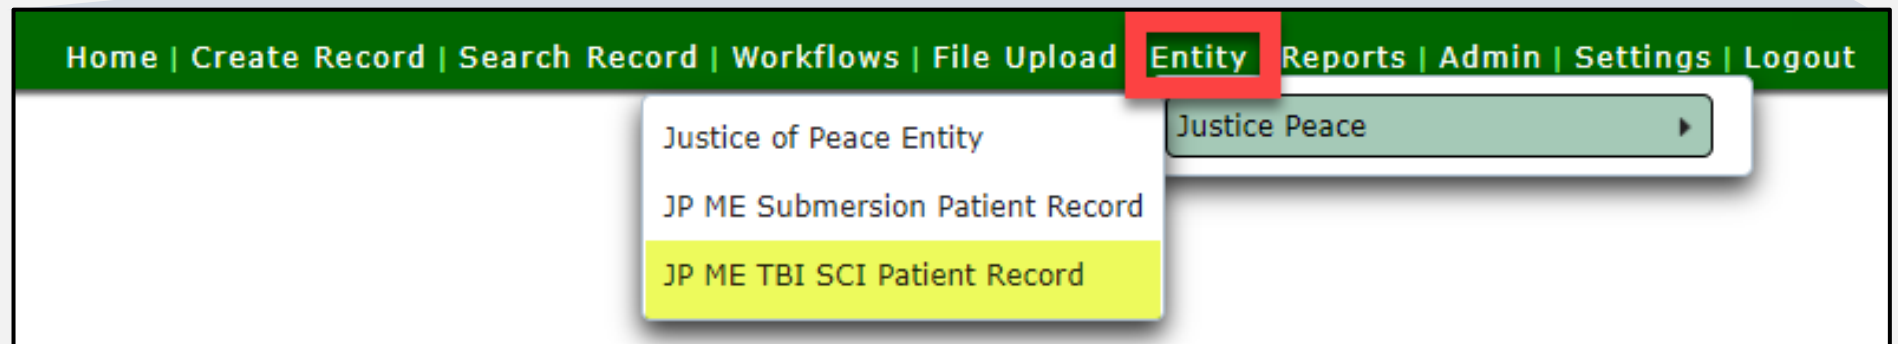 Home | Create Record | Search Record | Workflows | File Upload Entity Reports | Admin | Settings | Logout
Justice Peace
Justice of Peace Entity
JP ME Submersion Patient Record
JP ME TBI SCI Patient Record